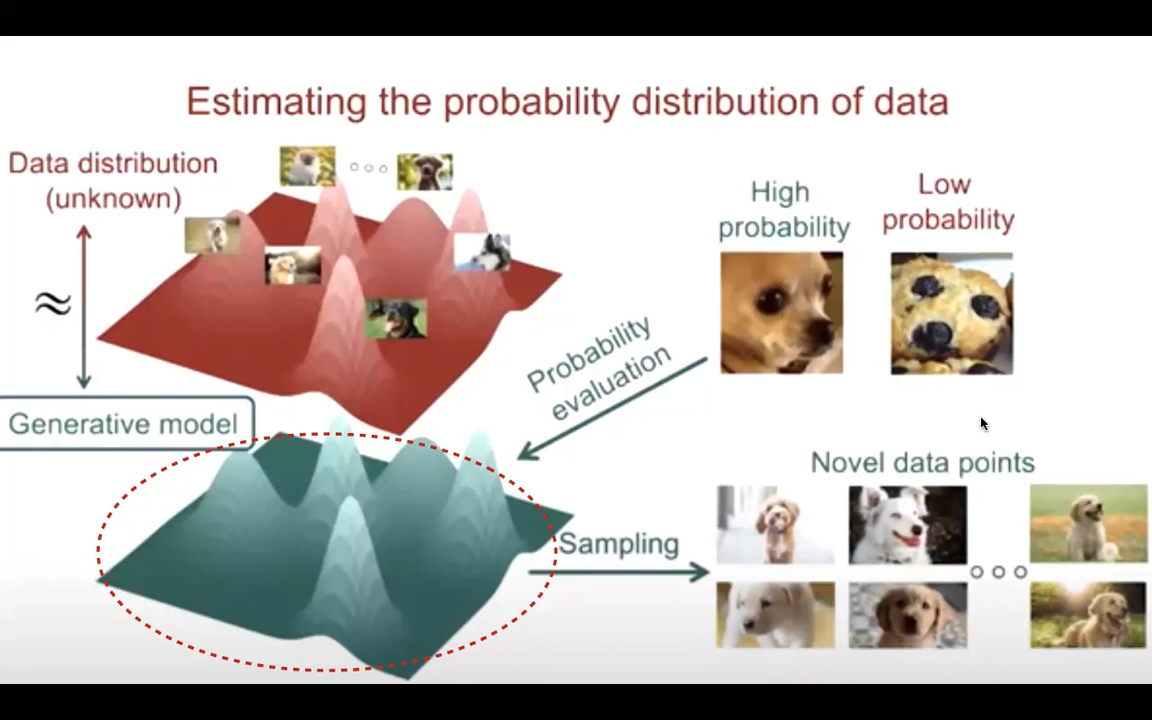 Estimating the probability distribution of data
Data distribution
(unknown)
≈
Generative model
High
probability
Low
probability
Probability
evaluation
Sampling
Novel data points